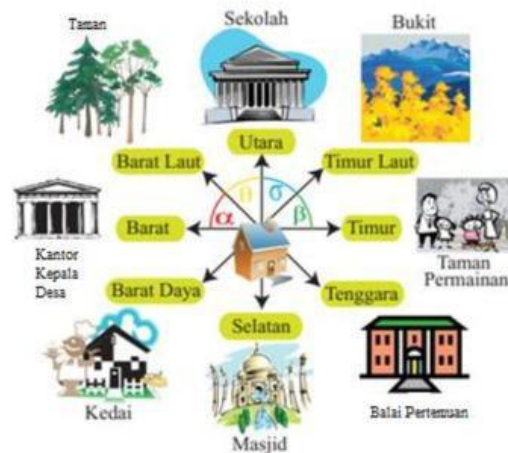 Taman
Sekolah
Bukit
Utara
Barat Laut
Timur Laut
θ
σ
α
β
Barat
Timur
Kantor
Kepala
Desa
Taman
Permainan
Barat Daya
Tenggara
Selatan
Kedai
Masjid
Balai Pertemuan